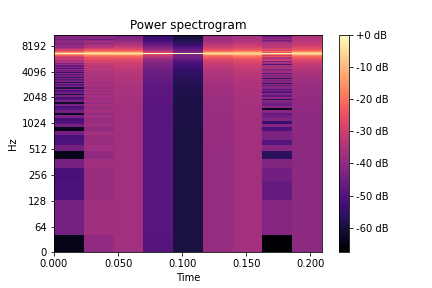 Power spectrogram
8192
4096
2048
1024
512
256
128
64
0
Hz
0.000 0.050 0.100 0.150 0.200
Time
+0 dB
-10 dB
-20 dB
-30 dB
-40 dB
-50 dB
-60 dB